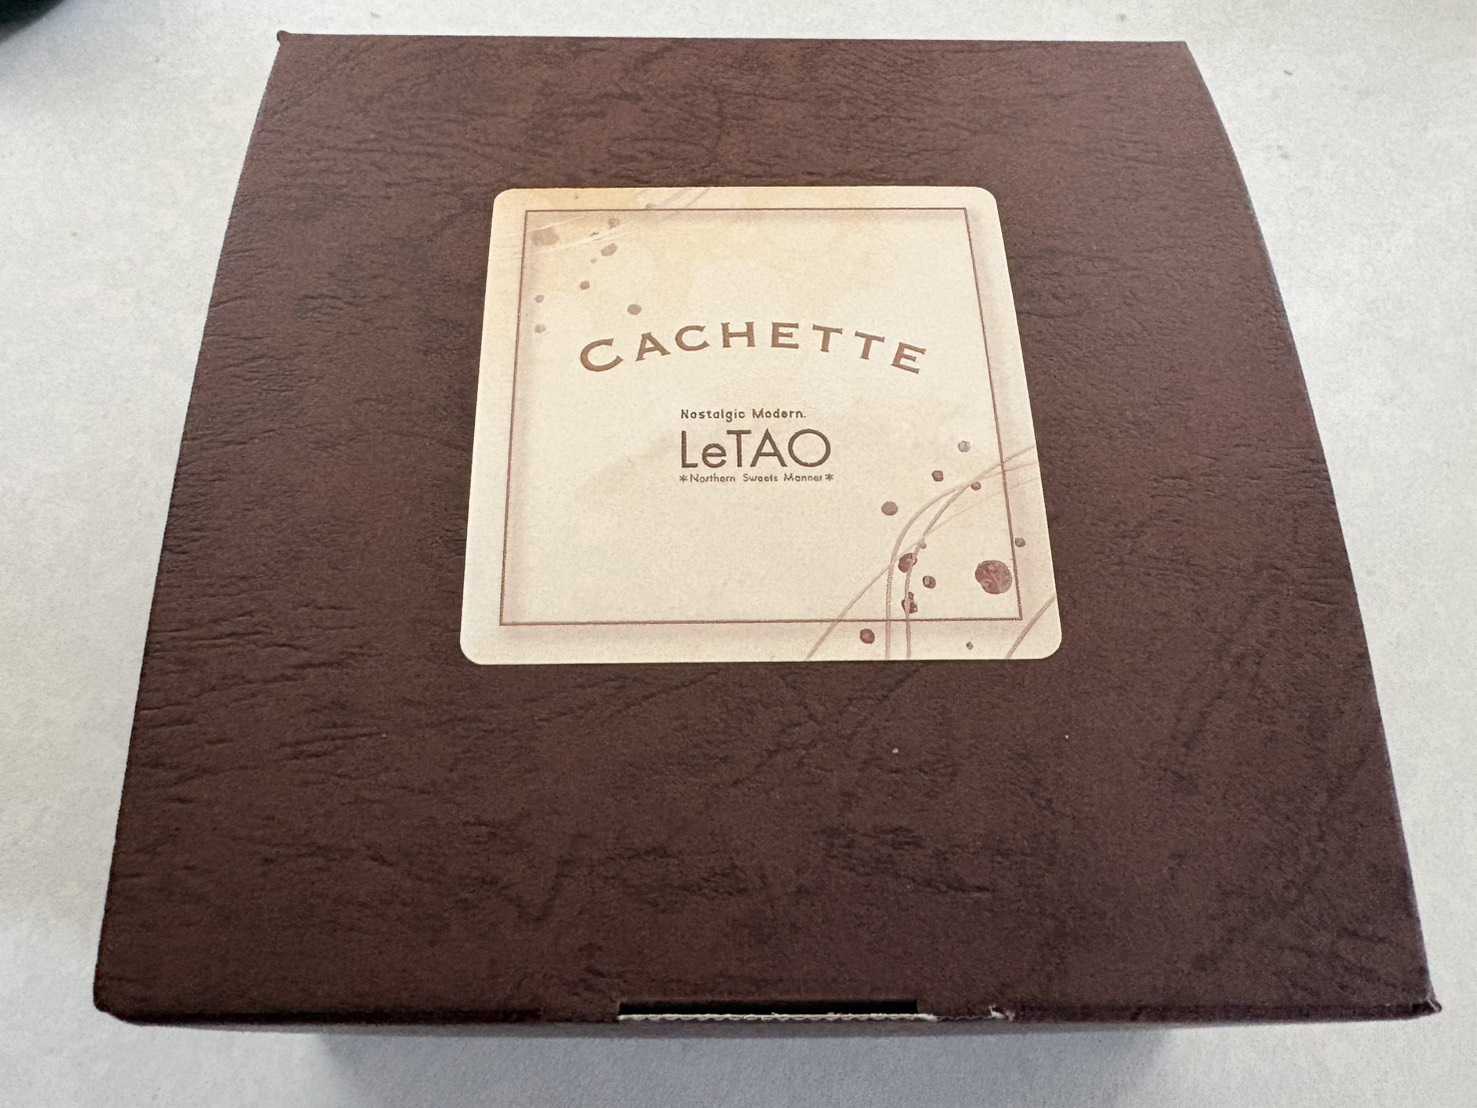 CACHETTE
Nostalgic Modern.
LeTAO
*Northern Sweets Manner*